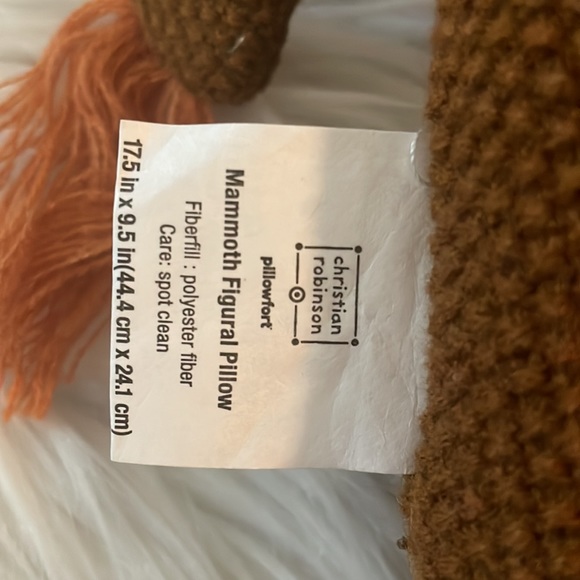 christian
robinson
pillowfort
Mammoth Figural Pillow
Fiberfill : polyester fiber
Care: spot clean
17.5 in x 9.5 in(44.4 cm x 24.1 cm)